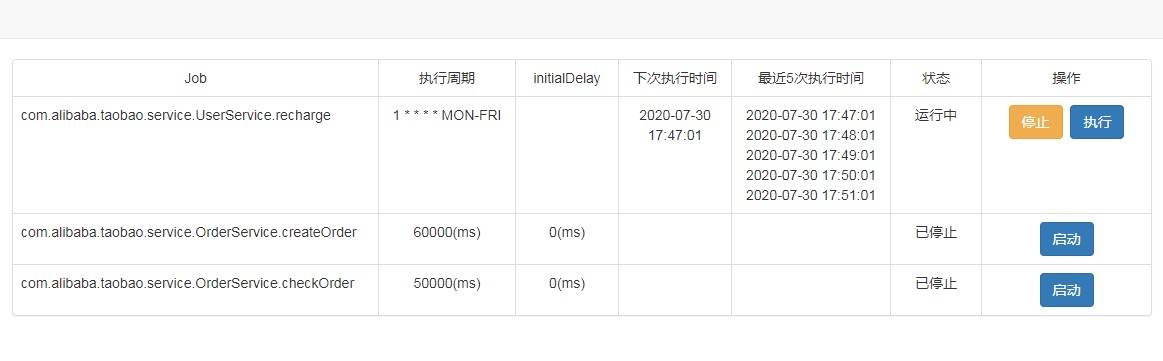 Job 执行周期 initialDelay 下次执行时间 最近5次执行时间 状态 操作
com.alibaba.taobao.service.UserService.recharge 1 * * * * MON-FRI 2020-07-30 2020-07-30 17:47:01 运行中 停止 执行
17:47:01 2020-07-30 17:48:01
2020-07-30 17:49:01
2020-07-30 17:50:01
2020-07-30 17:51:01
com.alibaba.taobao.service.OrderService.createOrder 60000(ms) 0(ms) 已停止 启动
com.alibaba.taobao.service.OrderService.checkOrder 50000(ms) 0(ms) 已停止 启动